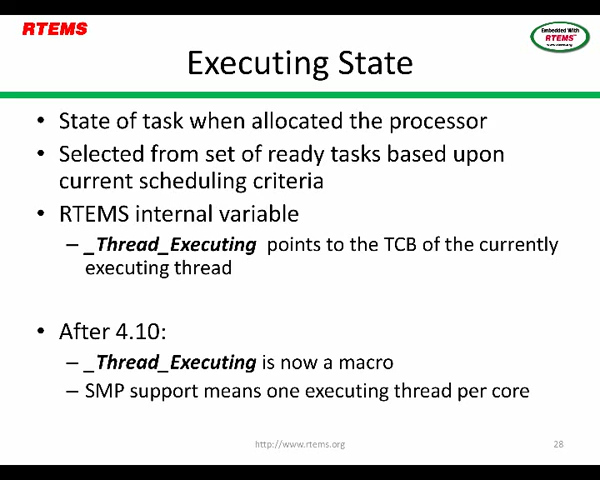 RTEMS
Embedded With
RTEMS
www.rtems.org
Executing State
• State of task when allocated the processor
• Selected from set of ready tasks based upon
current scheduling criteria
• RTEMS internal variable
– _Thread_Executing points to the TCB of the currently
executing thread
• After 4.10:
– _Thread_Executing is now a macro
– SMP support means one executing thread per core
http://www.rtems.org
28